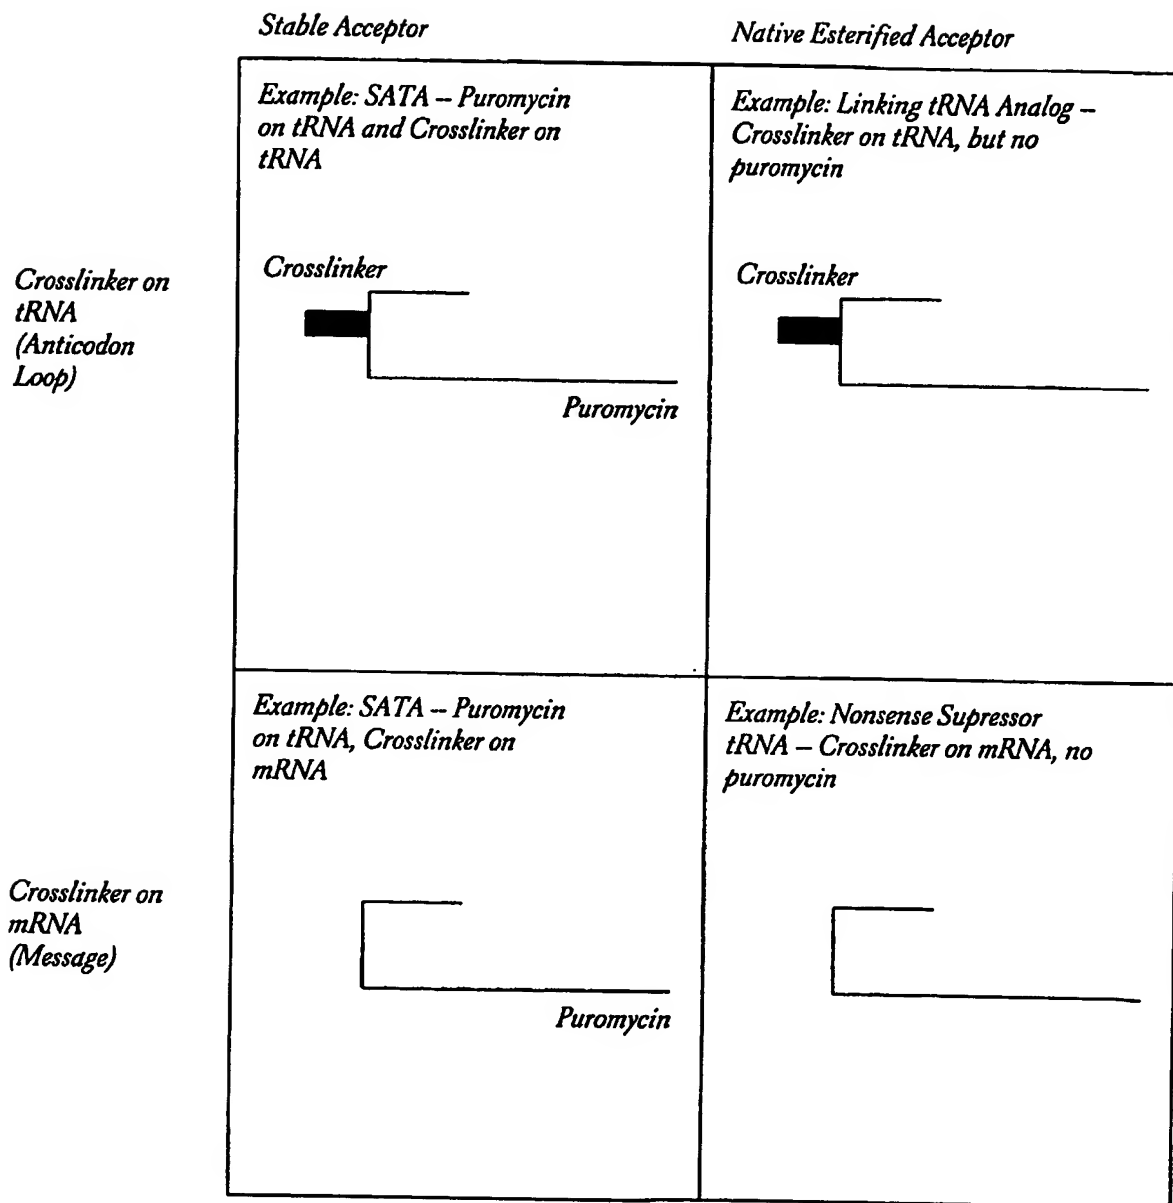 Stable Acceptor
Native Esterified Acceptor
Example: SATA – Puromycin
on tRNA and Crosslinker on
tRNA
Example: Linking tRNA Analog –
Crosslinker on tRNA, but no
puromycin
Crosslinker on
tRNA
(Anticodon
Loop)
Crosslinker
Puromycin
Crosslinker
Example: SATA – Puromycin
on tRNA, Crosslinker on
mRNA
Example: Nonsense Supressor
tRNA – Crosslinker on mRNA, no
puromycin
Crosslinker on
mRNA
(Message)
Puromycin